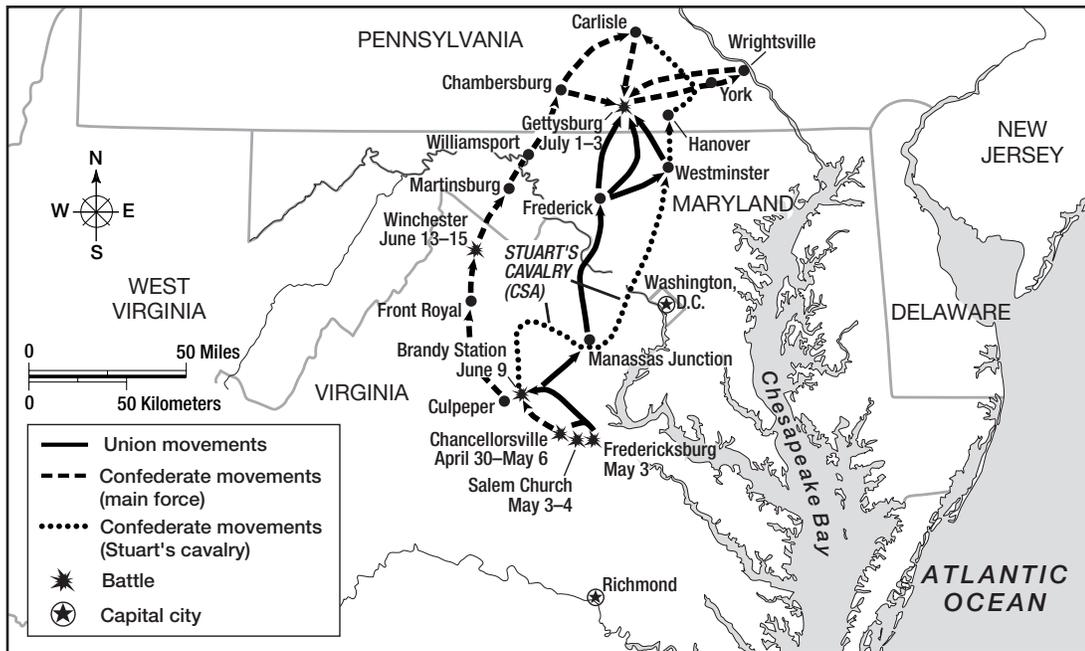 Carlisle
PENNSYLVANIA
Wrightsville
Chambersburg
York
Gettysburg
July 1–3
Hanover
NEW
JERSEY
Williamsport
Westminster
Martinsburg
N
W
E
S
Frederick
MARYLAND
Winchester
June 13–15
STUART'S
CAVALRY
(CSA)
Washington,
D.C.
WEST
VIRGINIA
Front Royal
DELAWARE
0
50 Miles
0
50 Kilometers
Brandy Station
June 9
Manassas Junction
VIRGINIA
Culpeper
Chancellorsville
April 30–May 6
Fredericksburg
May 3
Salem Church
May 3–4
Chesapeake Bay
Union movements
Confederate movements
(main force)
Confederate movements
(Stuart's cavalry)
Battle
Capital city
Richmond
ATLANTIC
OCEAN